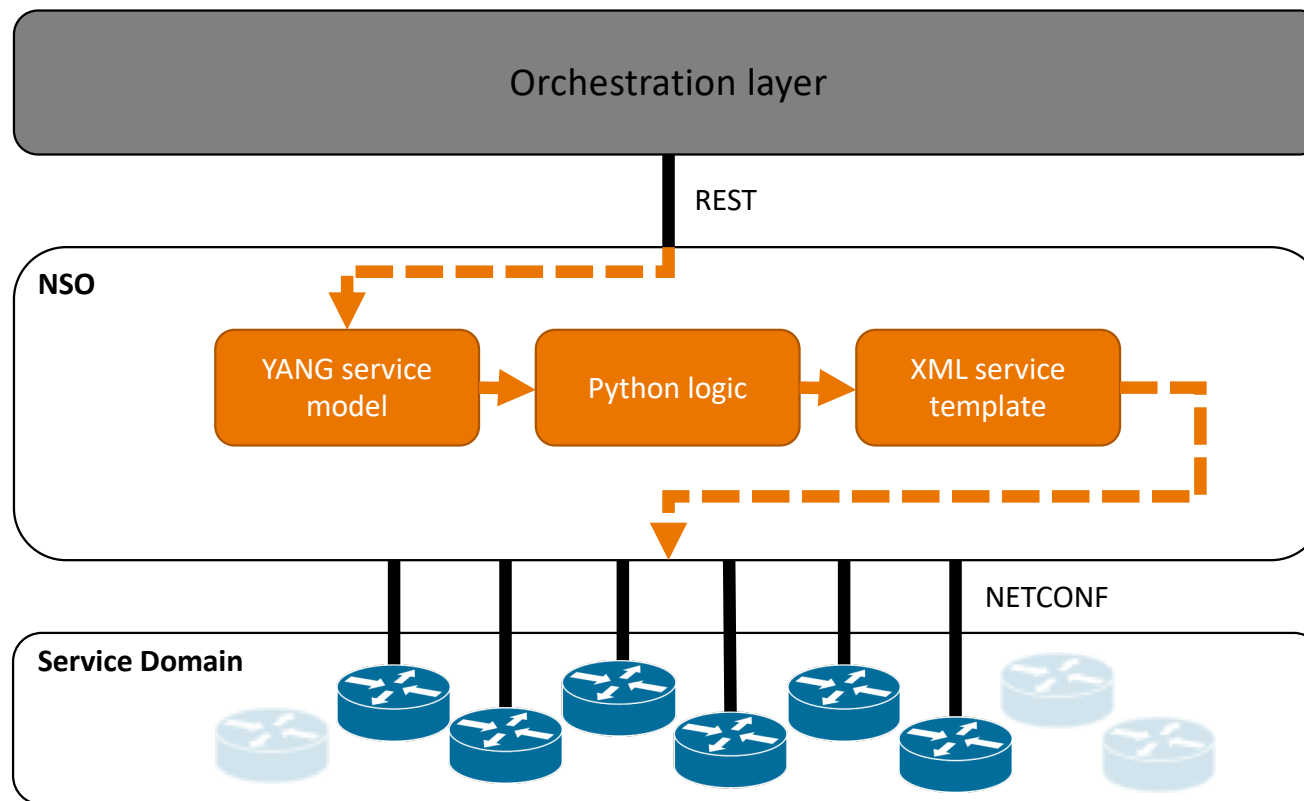 Orchestration layer
REST
NSO
YANG service
model
Python logic
XML service
template
NETCONF
Service Domain